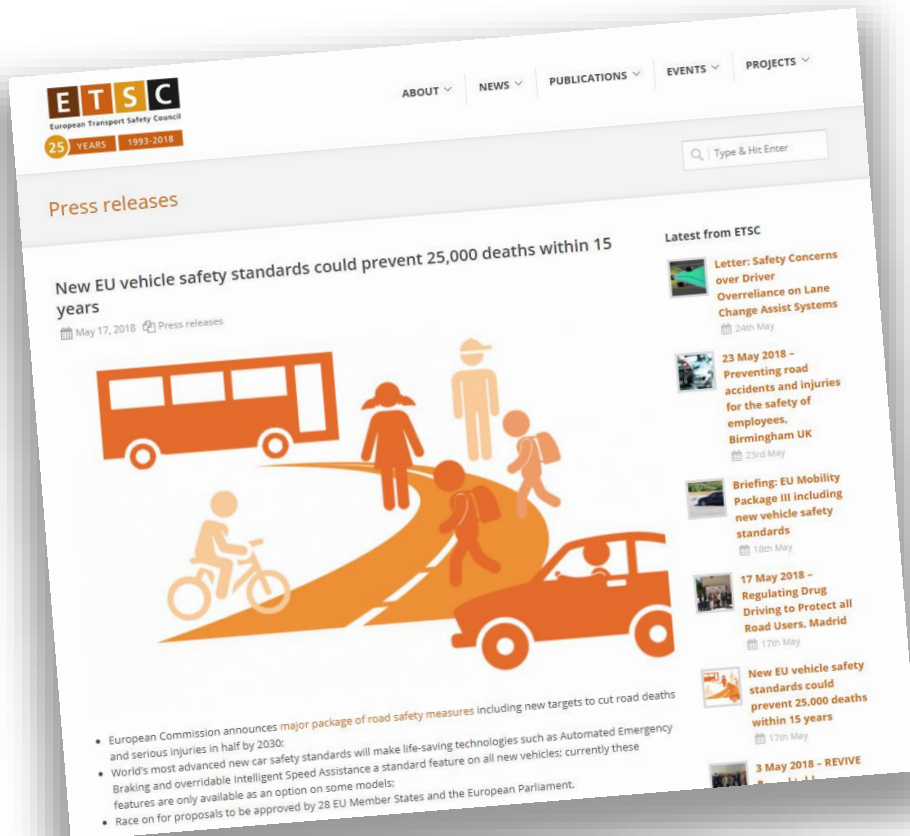 ETSC
European Transport Safety Council
25 YEARS 1993-2018
ABOUT
NEWS
PUBLICATIONS
EVENTS
PROJECTS
Type & Hit Enter
Press releases
New EU vehicle safety standards could prevent 25,000 deaths within 15
years
May 17, 2018 Press releases
• European Commission announces major package of road safety measures including new targets to cut road deaths
and serious injuries in half by 2030;
• World's most advanced new car safety standards will make life-saving technologies such as Automated Emergency
Braking and overridable Intelligent Speed Assistance a standard feature on all new vehicles; currently these
features are only available as an option on some models;
• Race on for proposals to be approved by 28 EU Member States and the European Parliament.
Latest from ETSC
Letter: Safety Concerns
over Driver
Overreliance on Lane
Change Assist Systems
24th May
23 May 2018 –
Preventing road
accidents and injuries
for the safety of
employees,
Birmingham UK
23rd May
Briefing: EU Mobility
Package III including
new vehicle safety
standards
18th May
17 May 2018 –
Regulating Drug
Driving to Protect all
Road Users, Madrid
17th May
New EU vehicle safety
standards could
prevent 25,000 deaths
within 15 years
17th May
3 May 2018 – REVIVE